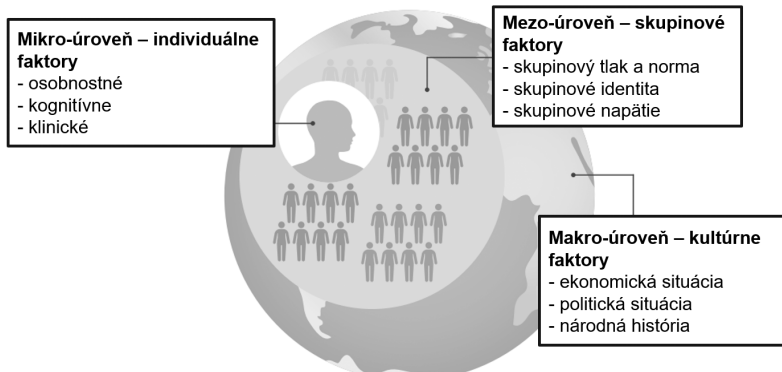 Mikro-úroveň – individuálne
faktory
- osobnostné
- kognitívne
- klinické
Mezo-úroveň – skupinové
faktory
- skupinový tlak a norma
- skupinové identita
- skupinové napätie
Makro-úroveň – kultúrne
faktory
- ekonomická situácia
- politická situácia
- národná história